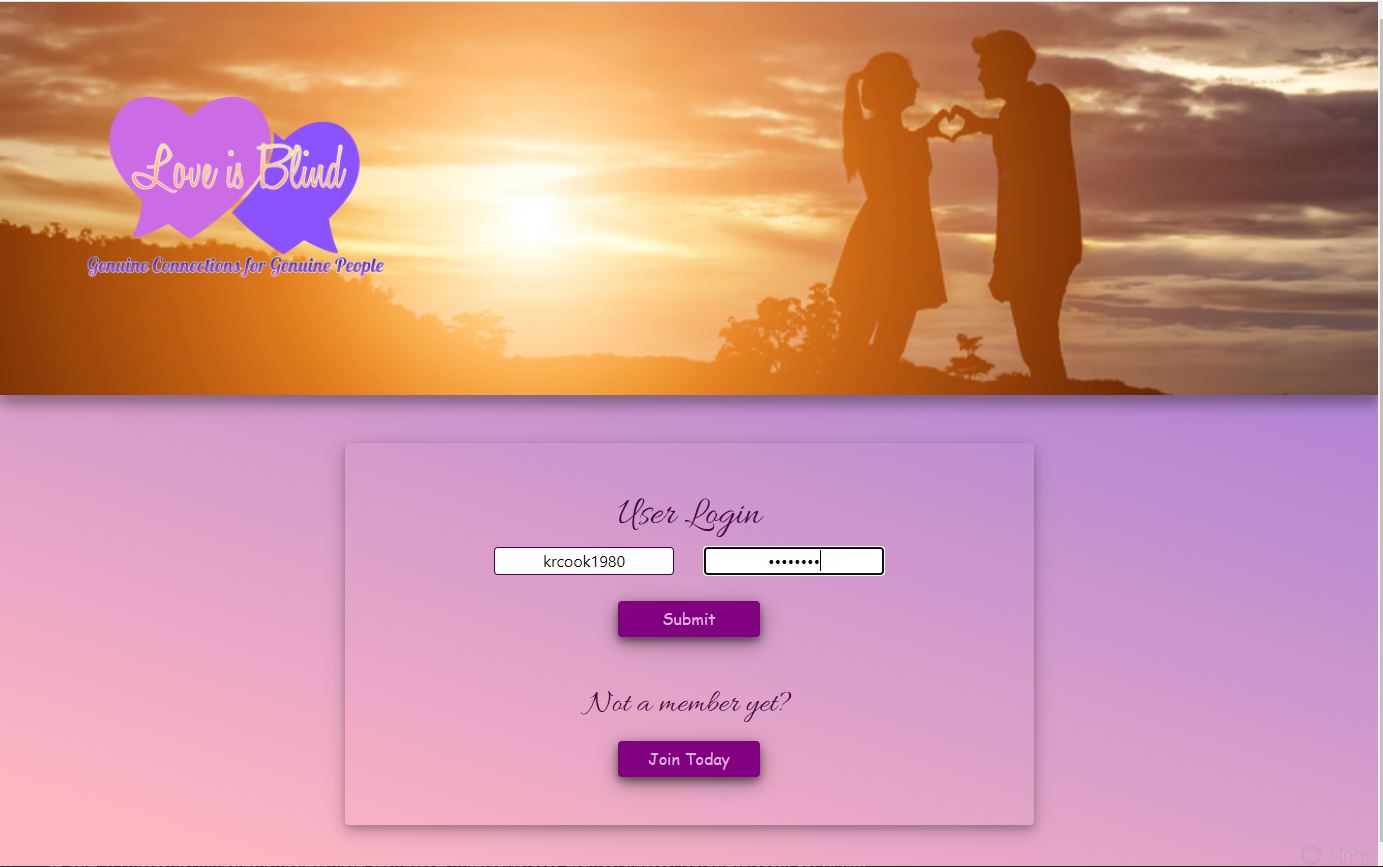 Love is Blind
Genuine Connections for Genuine People
User Login
krcook1980 ••••••••
Submit
Not a member yet?
Join Today